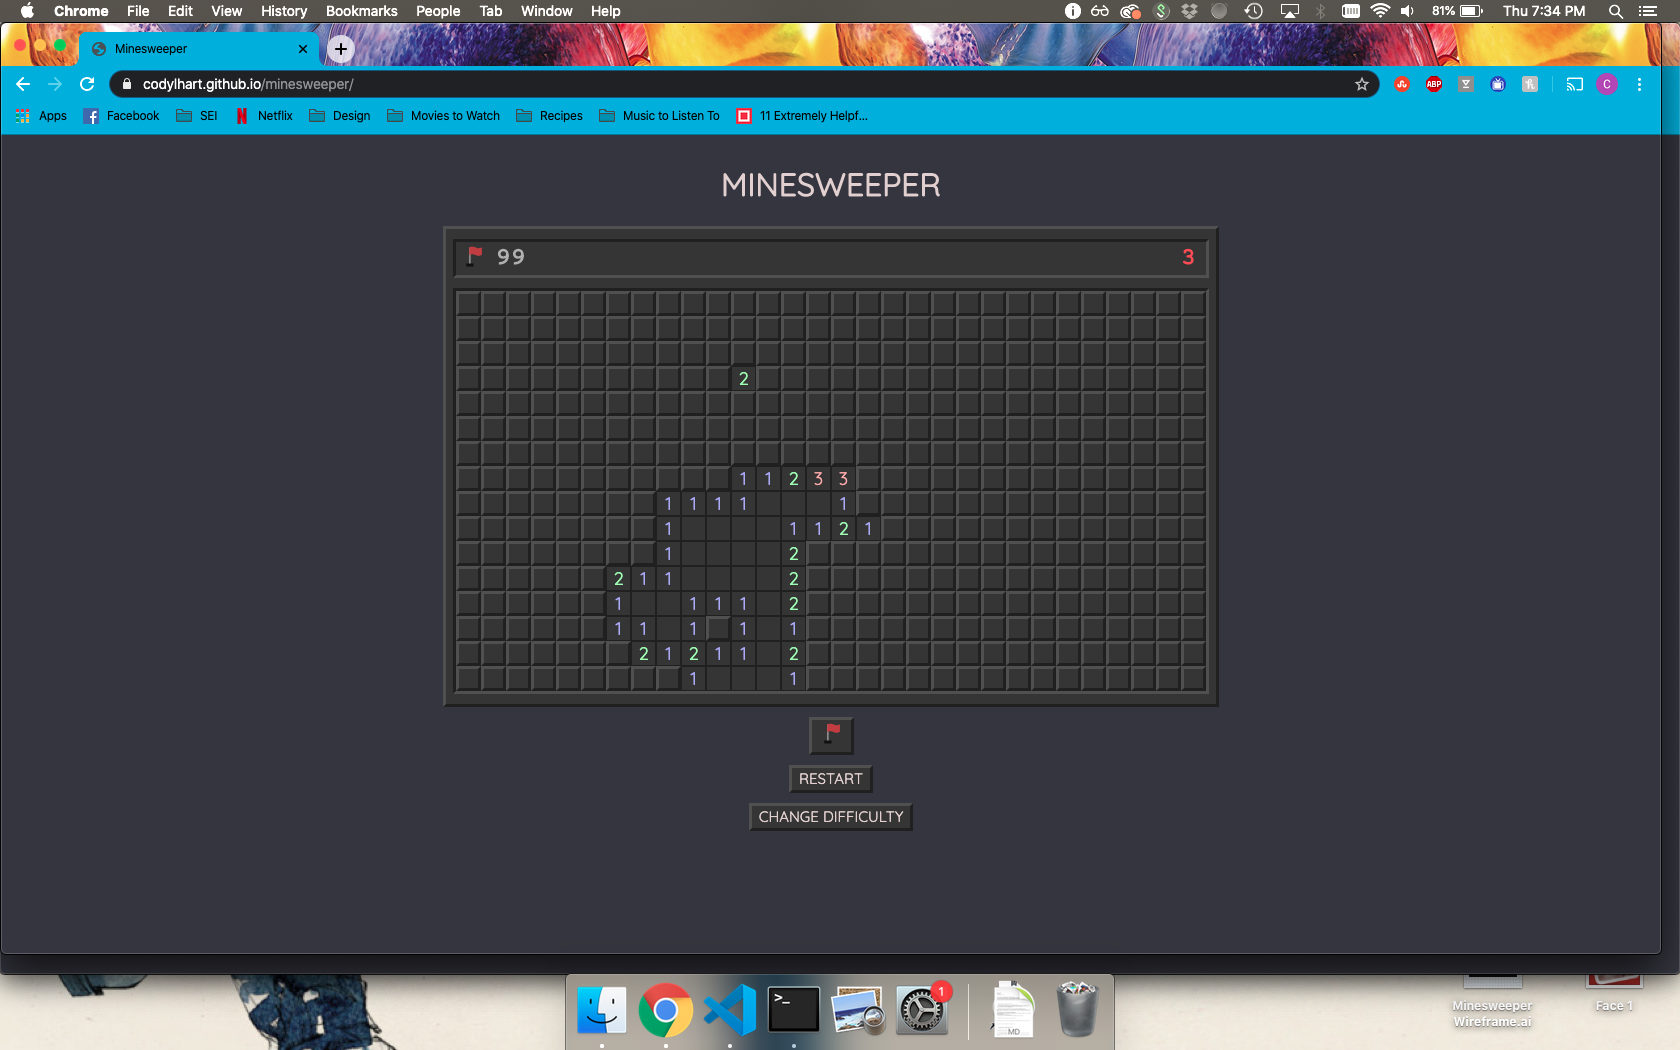 Chrome File Edit View History Bookmarks People Tab Window Help 81% Thu 7:34 PM
Minesweeper
codylhart.github.io/minesweeper/
ABP C
Apps Facebook SEI Netflix Design Movies to Watch Recipes Music to Listen To 11 Extremely Helpf...
MINESWEEPER
99 3
2
1 1 2 3 3
1 1 1 1 1
1 1 1 2 1
1 2
2 1 1 2
1 1 1 1 2
1 1 1 1 1
2 1 2 1 1 2
1 1
RESTART
CHANGE DIFFICULTY
>_
1
MD
Minesweeper
Wireframe.ai
Face 1